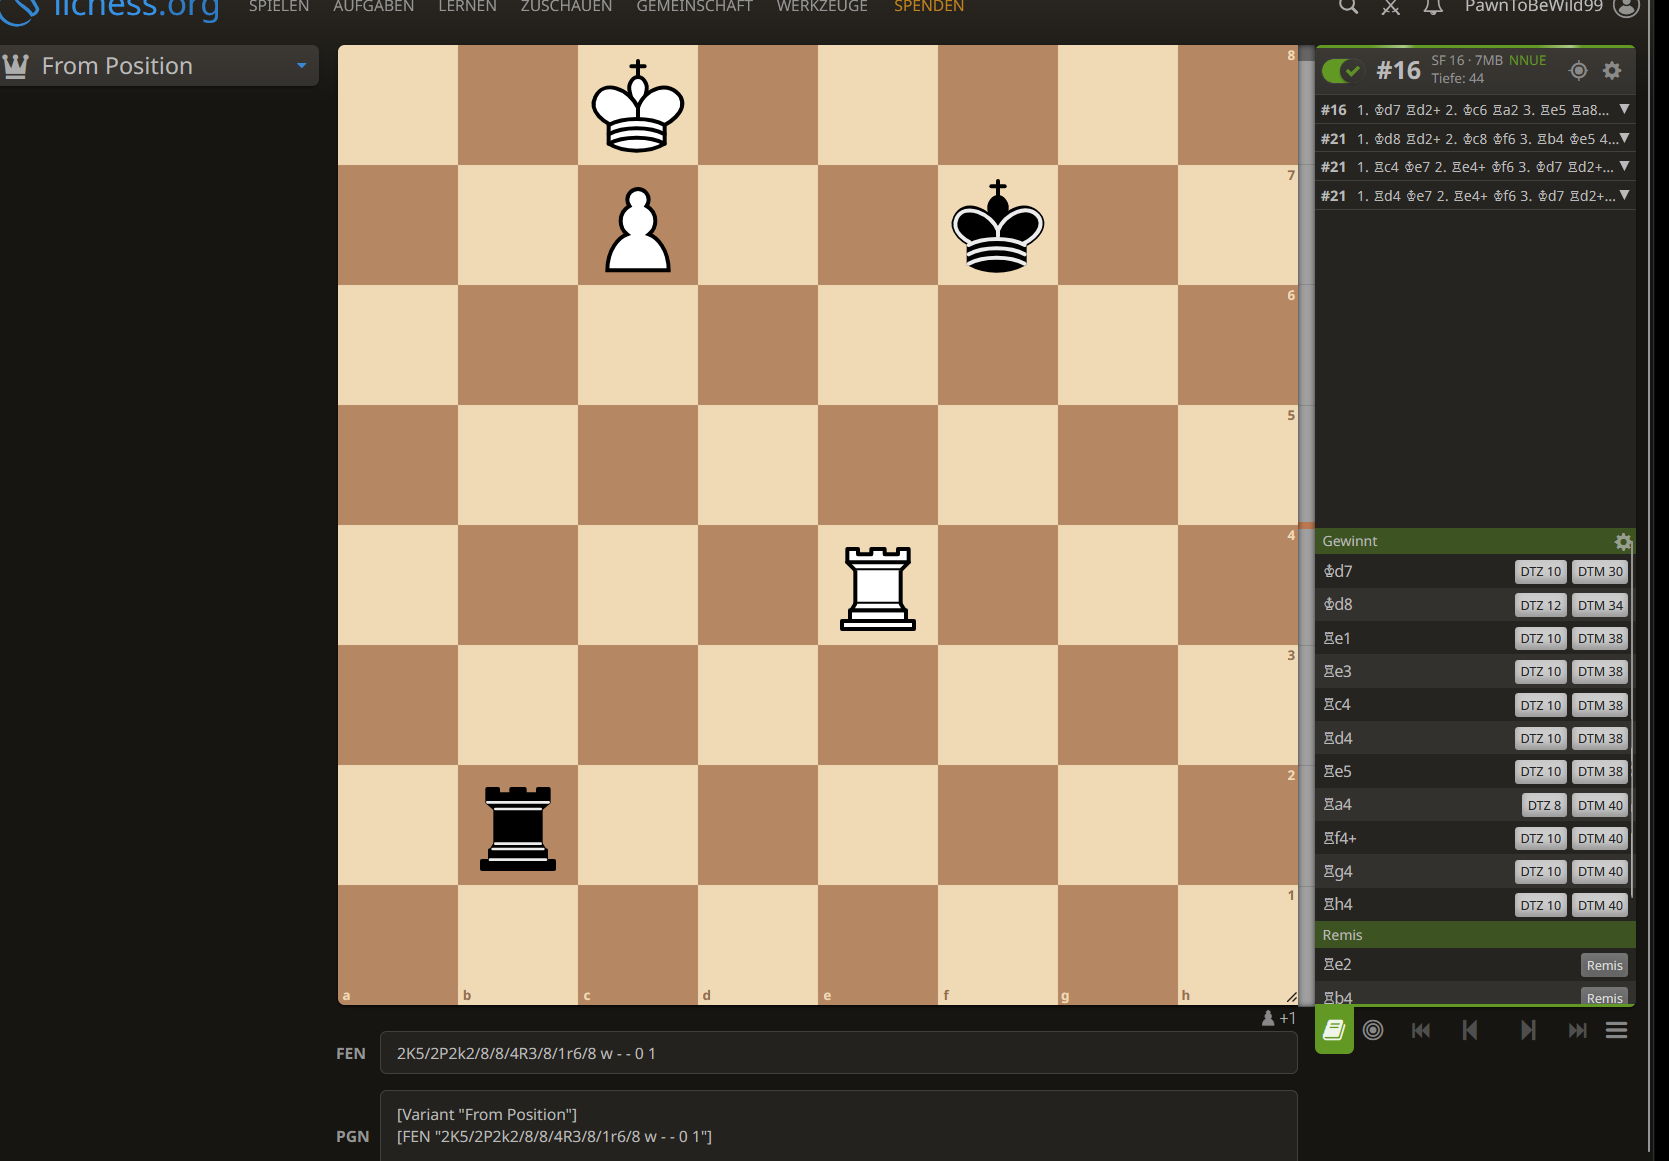 lichess.org SPIELEN AUFGABEN LERNEN ZUSCHAUEN GEMEINSCHAFT WERKZEUGE SPENDEN PawnToBeWild99
From Position
8
7
6
5
4
3
2
1
a b c d e f g h
+1
FEN 2K5/2P2k2/8/8/4R3/8/1r6/8 w - - 0 1
PGN [Variant "From Position"]
[FEN "2K5/2P2k2/8/8/4R3/8/1r6/8 w - - 0 1"]
#16 SF 16 · 7MB NNUE
Tiefe: 44
#16 1. ♔d7 ♖d2+ 2. ♔c6 ♖a2 3. ♖e5 ♖a8...
#21 1. ♔d8 ♖d2+ 2. ♔c8 ♔f6 3. ♖b4 ♔e5 4...
#21 1. ♖c4 ♔e7 2. ♖e4+ ♔f6 3. ♔d7 ♖d2+...
#21 1. ♖d4 ♔e7 2. ♖e4+ ♔f6 3. ♔d7 ♖d2+...
Gewinnt
♔d7 DTZ 10 DTM 30
♔d8 DTZ 12 DTM 34
♖e1 DTZ 10 DTM 38
♖e3 DTZ 10 DTM 38
♖c4 DTZ 10 DTM 38
♖d4 DTZ 10 DTM 38
♖e5 DTZ 10 DTM 38
♖a4 DTZ 8 DTM 40
♖f4+ DTZ 10 DTM 40
♖g4 DTZ 10 DTM 40
♖h4 DTZ 10 DTM 40
Remis
♖e2 Remis
♖b4 Remis